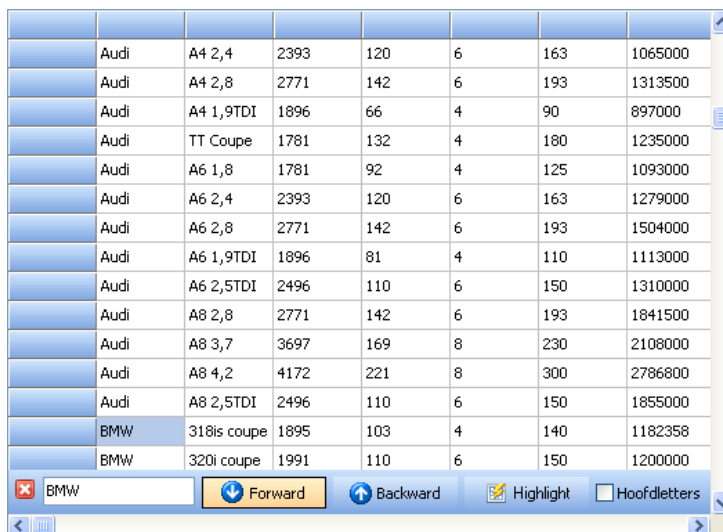 Audi A4 2,4 2393 120 6 163 1065000
Audi A4 2,8 2771 142 6 193 1313500
Audi A4 1,9TDI 1896 66 4 90 897000
Audi TT Coupe 1781 132 4 180 1235000
Audi A6 1,8 1781 92 4 125 1093000
Audi A6 2,4 2393 120 6 163 1279000
Audi A6 2,8 2771 142 6 193 1504000
Audi A6 1,9TDI 1896 81 4 110 1113000
Audi A6 2,5TDI 2496 110 6 150 1310000
Audi A8 2,8 2771 142 6 193 1841500
Audi A8 3,7 3697 169 8 230 2108000
Audi A8 4,2 4172 221 8 300 2786800
Audi A8 2,5TDI 2496 110 6 150 1855000
BMW 318is coupe 1895 103 4 140 1182358
BMW 320i coupe 1991 110 6 150 1200000
BMW Forward Backward Highlight Hoofdletters